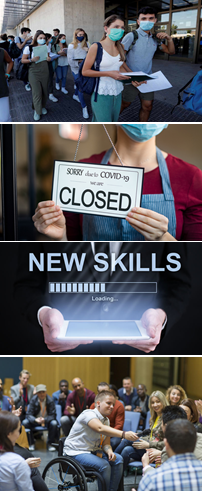 SORRY due to COVID-19
we are
CLOSED
NEW SKILLS
Loading...